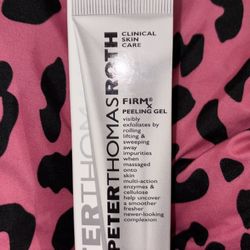 CLINICAL
SKIN
CARE
PETERTHOMASROTH
FIRMX®
PEELING GEL
visibly
exfoliates by
rolling
lifting &
sweeping
away
impurities
when
massaged
onto
skin
multi-action
enzymes &
cellulose
help uncover
a smoother
fresher
newer-looking
complexion
TERTHOMASROTH